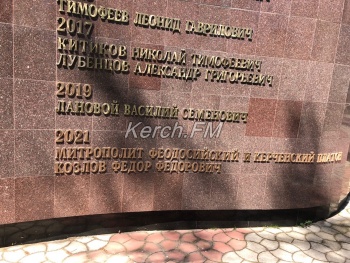 ТИМОФЕЕВ ЛЕОНИД ГАВРИЛОВИЧ
2017
КИТИКОВ НИКОЛАЙ ТИМОФЕЕВИЧ
ЛУБЕНЦОВ АЛЕКСАНДР ГРИГОРЕЕВИЧ
2019
ЛАНОВОЙ ВАСИЛИЙ СЕМЕНОВИЧ
Kerch.FM
2021
МИТРОПОЛИТ ФЕОДОСИЙСКИЙ И КЕРЧЕНСКИЙ ПЛАТОН
КОЗЛОВ ФЕДОР ФЕДОРОВИЧ